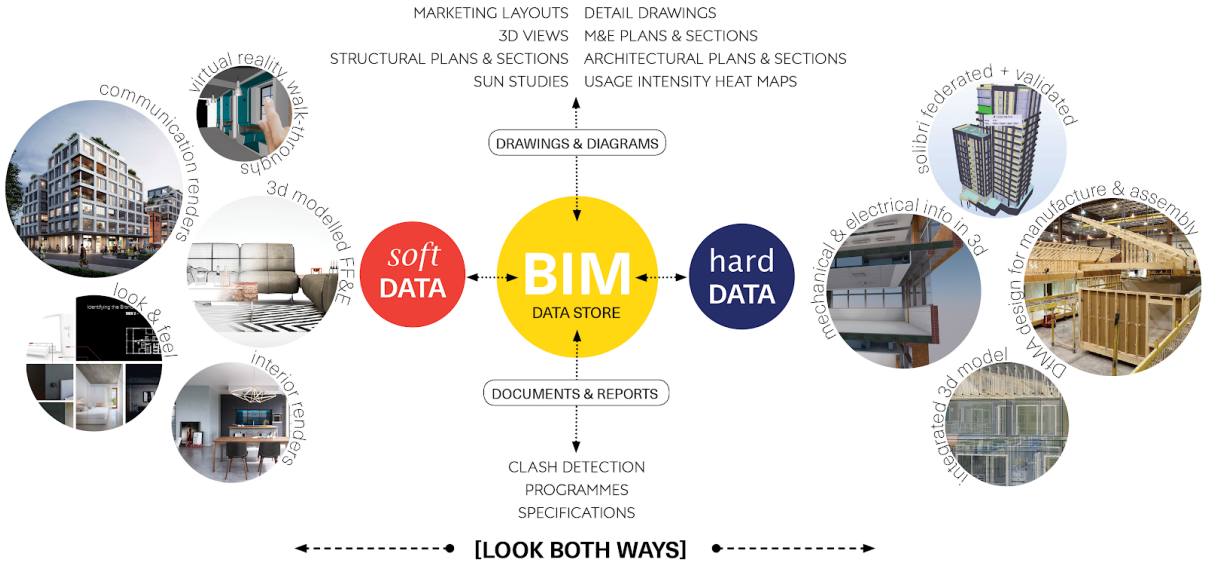 MARKETING LAYOUTS DETAIL DRAWINGS
3D VIEWS M&E PLANS & SECTIONS
STRUCTURAL PLANS & SECTIONS ARCHITECTURAL PLANS & SECTIONS
SUN STUDIES USAGE INTENSITY HEAT MAPS
DRAWINGS & DIAGRAMS
communication renders
virtual reality walk-throughs
3d modelled FF&E
look & feel
identifying the Bran
interior renders
soft
DATA
BIM
DATA STORE
hard
DATA
solibri federated + validated
mechanical & electrical info in 3d
DfMA design for manufacture & assembly
integrated 3d model
DOCUMENTS & REPORTS
CLASH DETECTION
PROGRAMMES
SPECIFICATIONS
[LOOK BOTH WAYS]